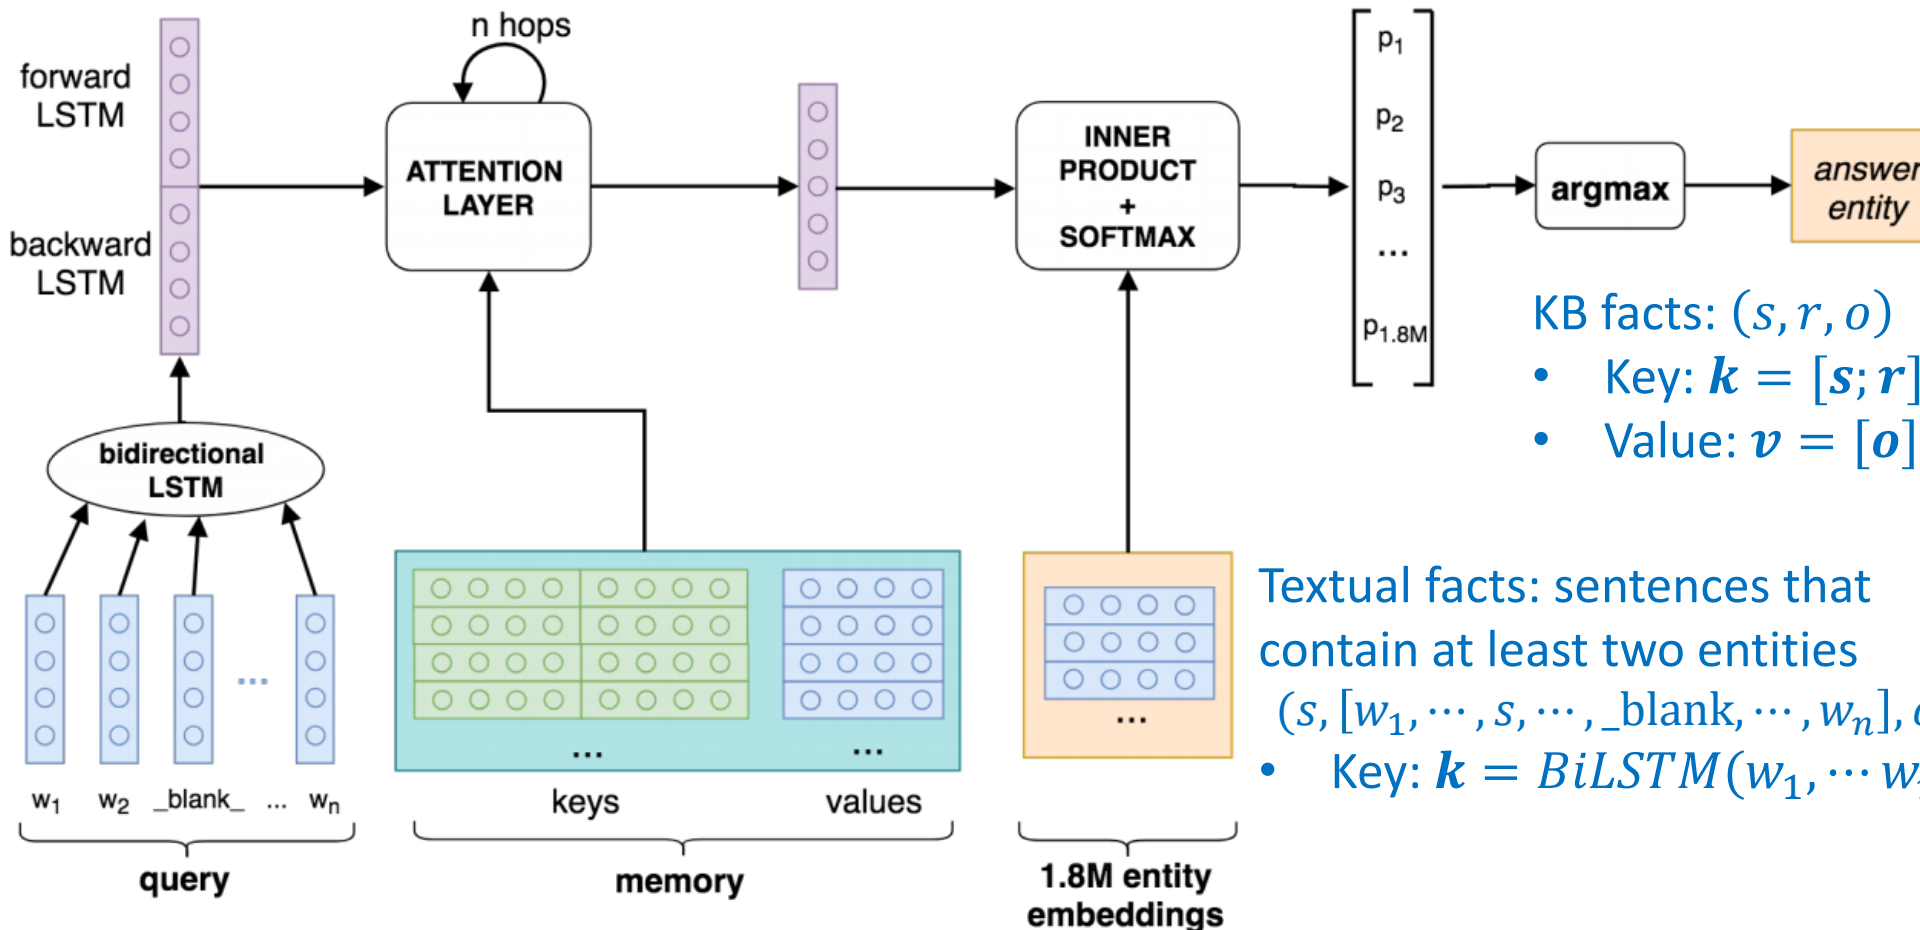 n hops
forward
LSTM
backward
LSTM
ATTENTION
LAYER
INNER
PRODUCT
+
SOFTMAX
p1
p2
p3
...
p1.8M
argmax
answer
entity
KB facts: (s, r, o)
• Key: k = [s; r]
• Value: v = [o]
bidirectional
LSTM
...
w1 w2 _blank_ ... wn
query
...
...
keys values
memory
...
1.8M entity
embeddings
Textual facts: sentences that
contain at least two entities
(s, [w1, ⋯, s, ⋯, _blank, ⋯, wn],
• Key: k = BiLSTM(w1, ⋯